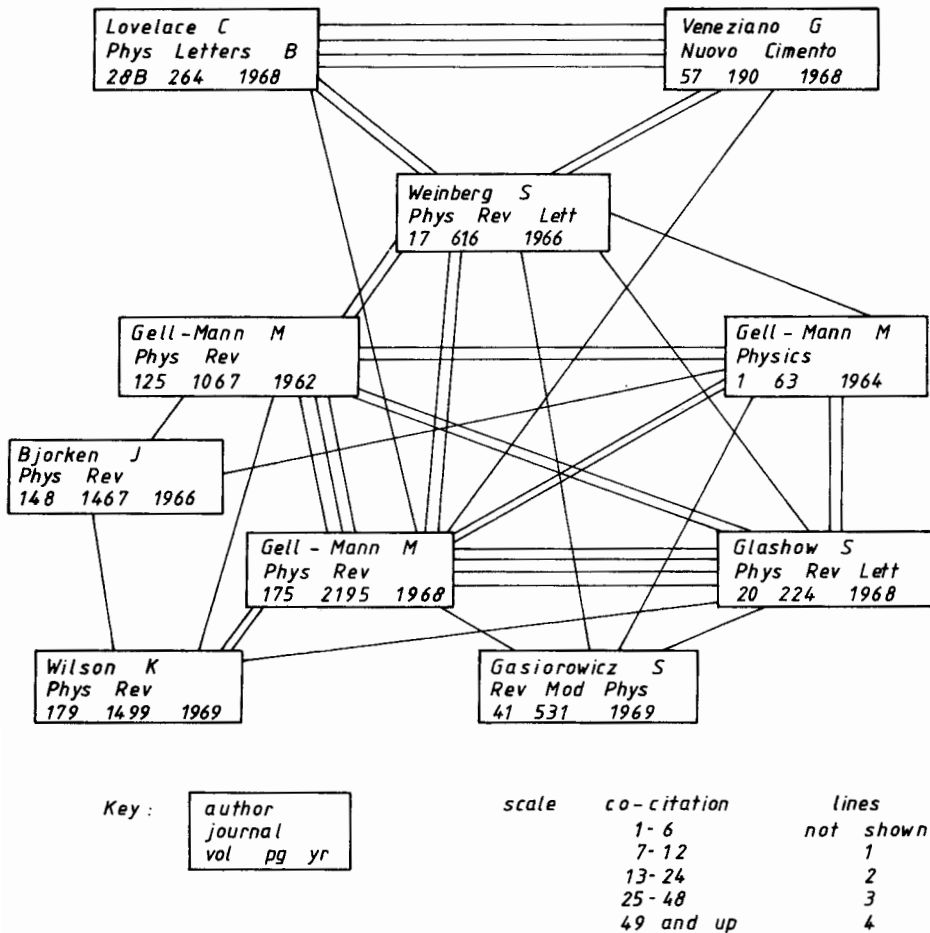 Lovelace C
Phys Letters B
28B 264 1968
Veneziano G
Nuovo Cimento
57 190 1968
Weinberg S
Phys Rev Lett
17 616 1966
Gell-Mann M
Phys Rev
125 1067 1962
Gell-Mann M
Physics
1 63 1964
Bjorken J
Phys Rev
148 1467 1966
Gell-Mann M
Phys Rev
175 2195 1968
Glashow S
Phys Rev Lett
20 224 1968
Wilson K
Phys Rev
179 1499 1969
Gasiorowicz S
Rev Mod Phys
41 531 1969
Key:
author
journal
vol pg yr
scale co-citation lines
1-6 not shown
7-12 1
13-24 2
25-48 3
49 and up 4